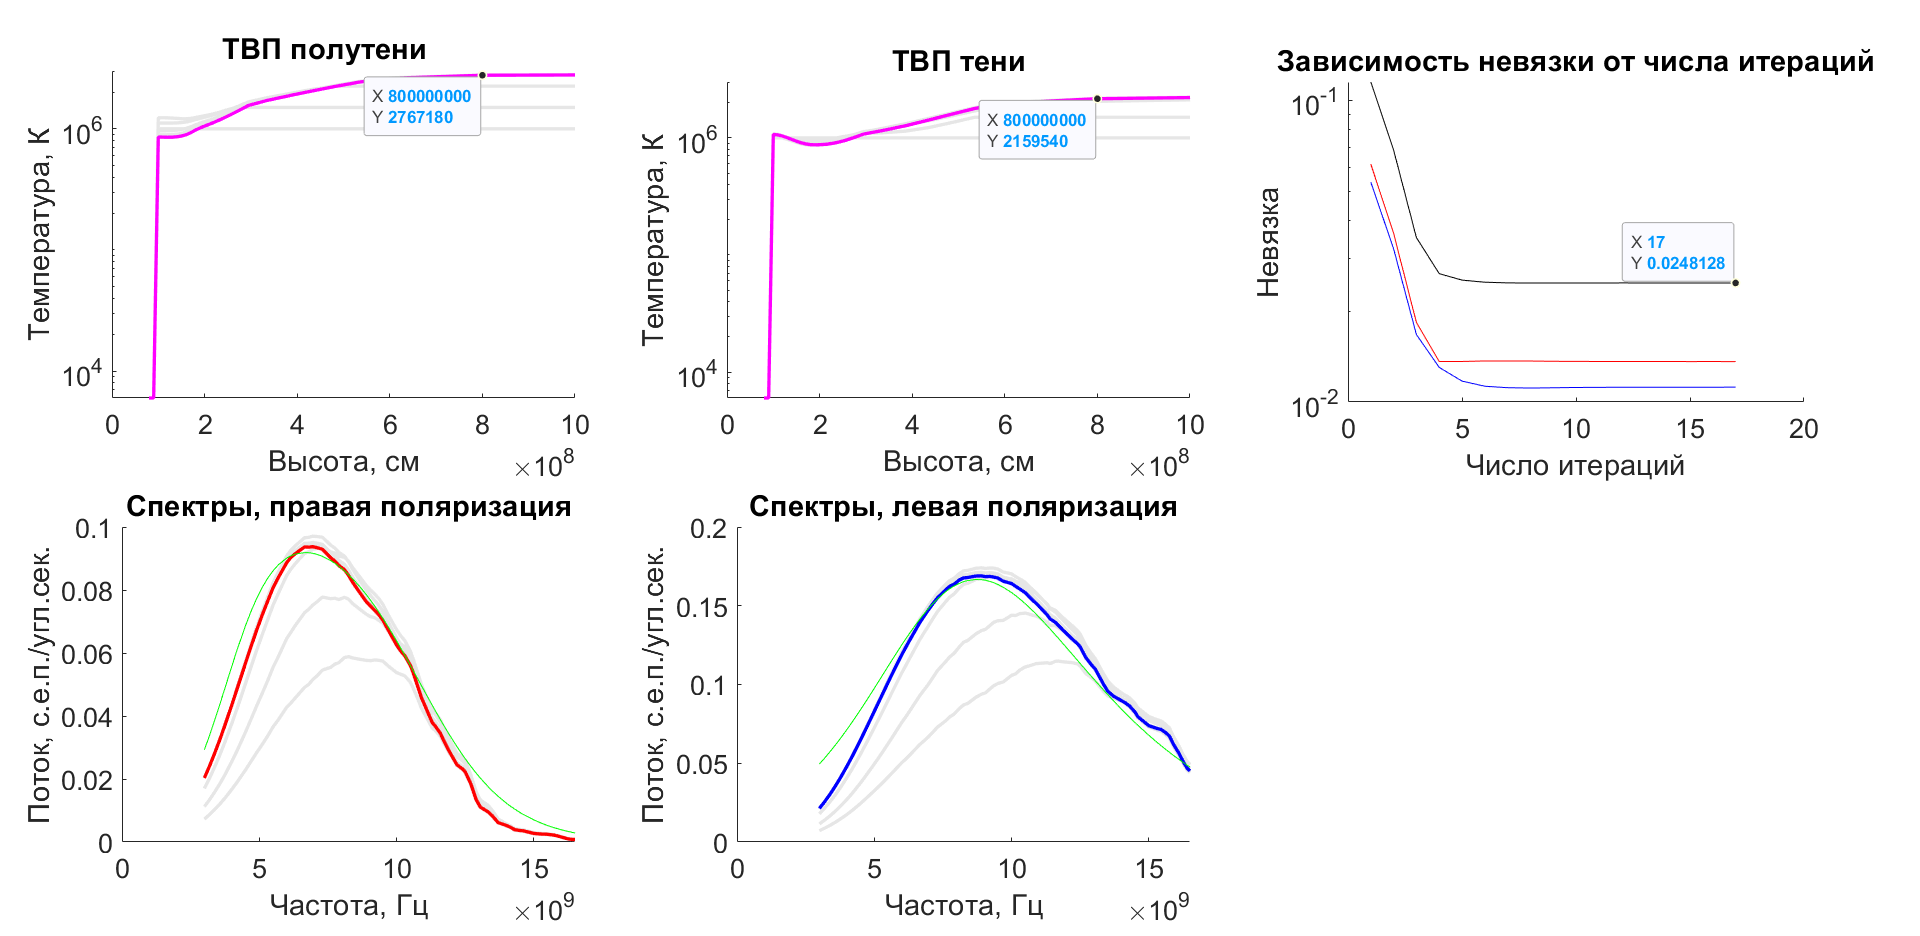 ТВП полутени
Температура, К
10^6
10^4
X 800000000
Y 2767180
0 2 4 6 8 10
Высота, см
×10^8
ТВП тени
Температура, К
10^6
10^4
X 800000000
Y 2159540
0 2 4 6 8 10
Высота, см
×10^8
Зависимость невязки от числа итераций
Невязка
10^-1
10^-2
X 17
Y 0.0248128
0 5 10 15 20
Число итераций
Спектры, правая поляризация
Поток, с.е.п./угл.сек.
0.1
0.08
0.06
0.04
0.02
0
0 5 10 15
Частота, Гц
×10^9
Спектры, левая поляризация
Поток, с.е.п./угл.сек.
0.2
0.15
0.1
0.05
0
0 5 10 15
Частота, Гц
×10^9